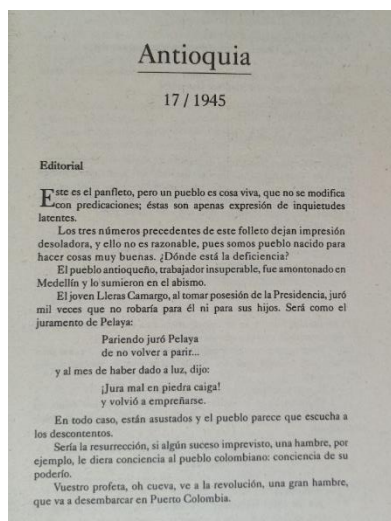 Antioquia
17 / 1945
Editorial
Este es el panfleto, pero un pueblo es cosa viva, que no se modifica
con predicaciones; éstas son apenas expresión de inquietudes
latentes.
Los tres números precedentes de este folleto dejan impresión
desoladora, y ello no es razonable, pues somos pueblo nacido para
hacer cosas muy buenas. ¿Dónde está la deficiencia?
El pueblo antioqueño, trabajador insuperable, fue amontonado en
Medellín y lo sumieron en el abismo.
El joven Lleras Camargo, al tomar posesión de la Presidencia, juró
mil veces que no robaría para él ni para sus hijos. Será como el
juramento de Pelaya:
Pariendo juró Pelaya
de no volver a parir...
y al mes de haber dado a luz, dijo:
¡Jura mal en piedra caiga!
y volvió a empreñarse.
En todo caso, están asustados y el pueblo parece que escucha a
los descontentos.
Sería la resurrección, si algún suceso imprevisto, una hambre, por
ejemplo, le diera conciencia al pueblo colombiano: conciencia de su
poderío.
Vuestro profeta, oh cueva, ve a la revolución, una gran hambre,
que va a desembarcar en Puerto Colombia.